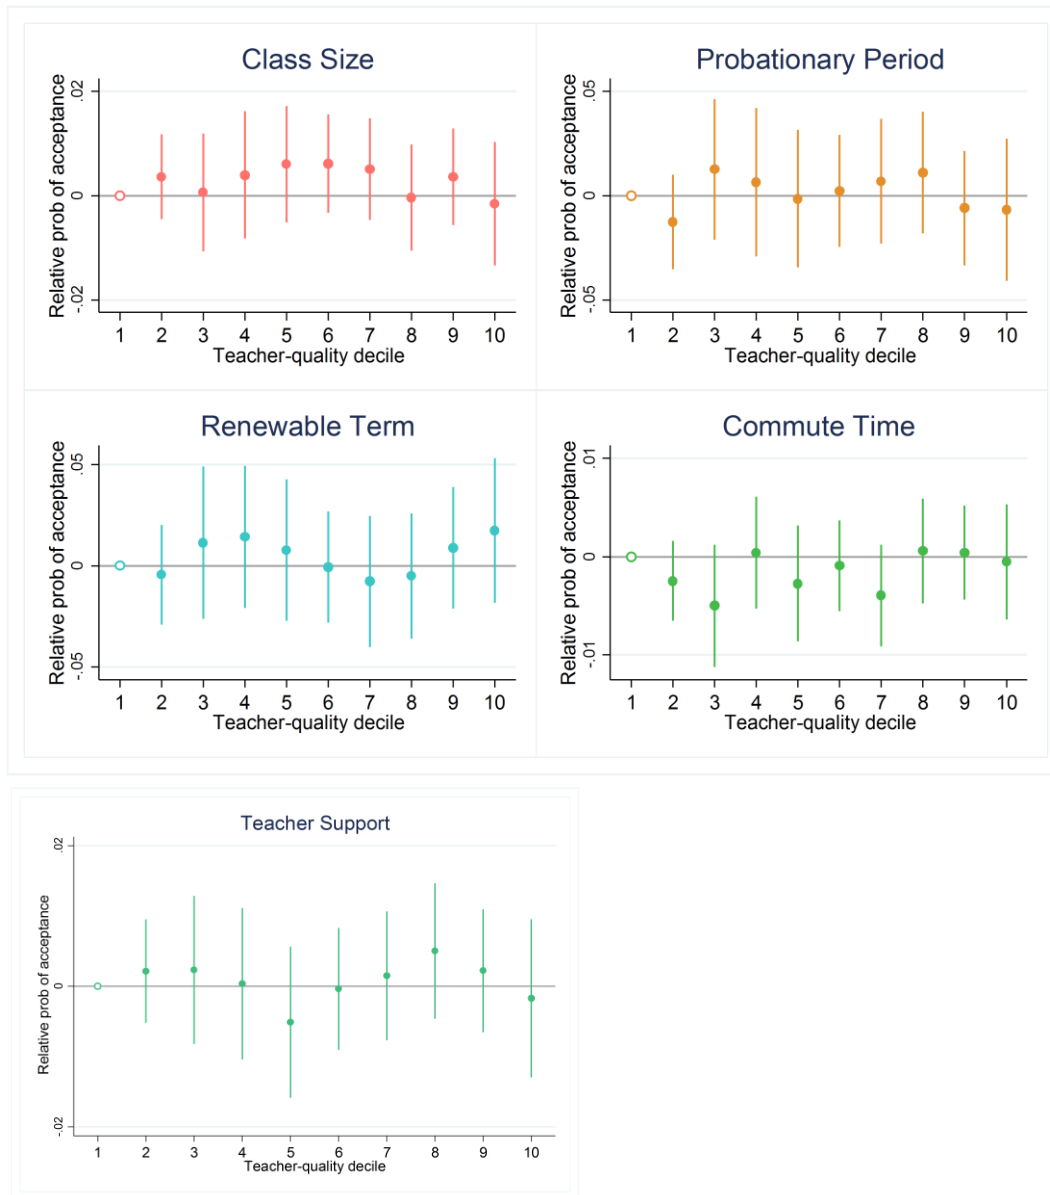 Class Size
Relative prob of acceptance
.02
0
-.02
1 2 3 4 5 6 7 8 9 10
Teacher-quality decile
Probationary Period
Relative prob of acceptance
.05
0
-.05
1 2 3 4 5 6 7 8 9 10
Teacher-quality decile
Renewable Term
Relative prob of acceptance
.05
0
-.05
1 2 3 4 5 6 7 8 9 10
Teacher-quality decile
Commute Time
Relative prob of acceptance
.01
0
-.01
1 2 3 4 5 6 7 8 9 10
Teacher-quality decile
Teacher Support
Relative prob of acceptance
.02
0
-.02
1 2 3 4 5 6 7 8 9 10
Teacher-quality decile